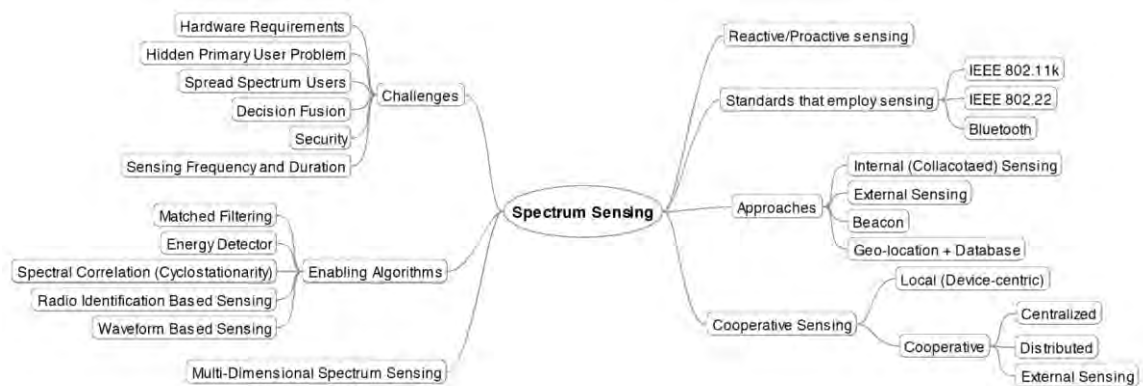 Hardware Requirements
Hidden Primary User Problem
Spread Spectrum Users
Decision Fusion
Security
Sensing Frequency and Duration
Challenges
Matched Filtering
Energy Detector
Spectral Correlation (Cyclostationarity)
Radio Identification Based Sensing
Waveform Based Sensing
Enabling Algorithms
Multi-Dimensional Spectrum Sensing
Spectrum Sensing
Reactive/Proactive sensing
Standards that employ sensing
IEEE 802.11k
IEEE 802.22
Bluetooth
Approaches
Internal (Collacotaed) Sensing
External Sensing
Beacon
Geo-location + Database
Cooperative Sensing
Local (Device-centric)
Cooperative
Centralized
Distributed
External Sensing